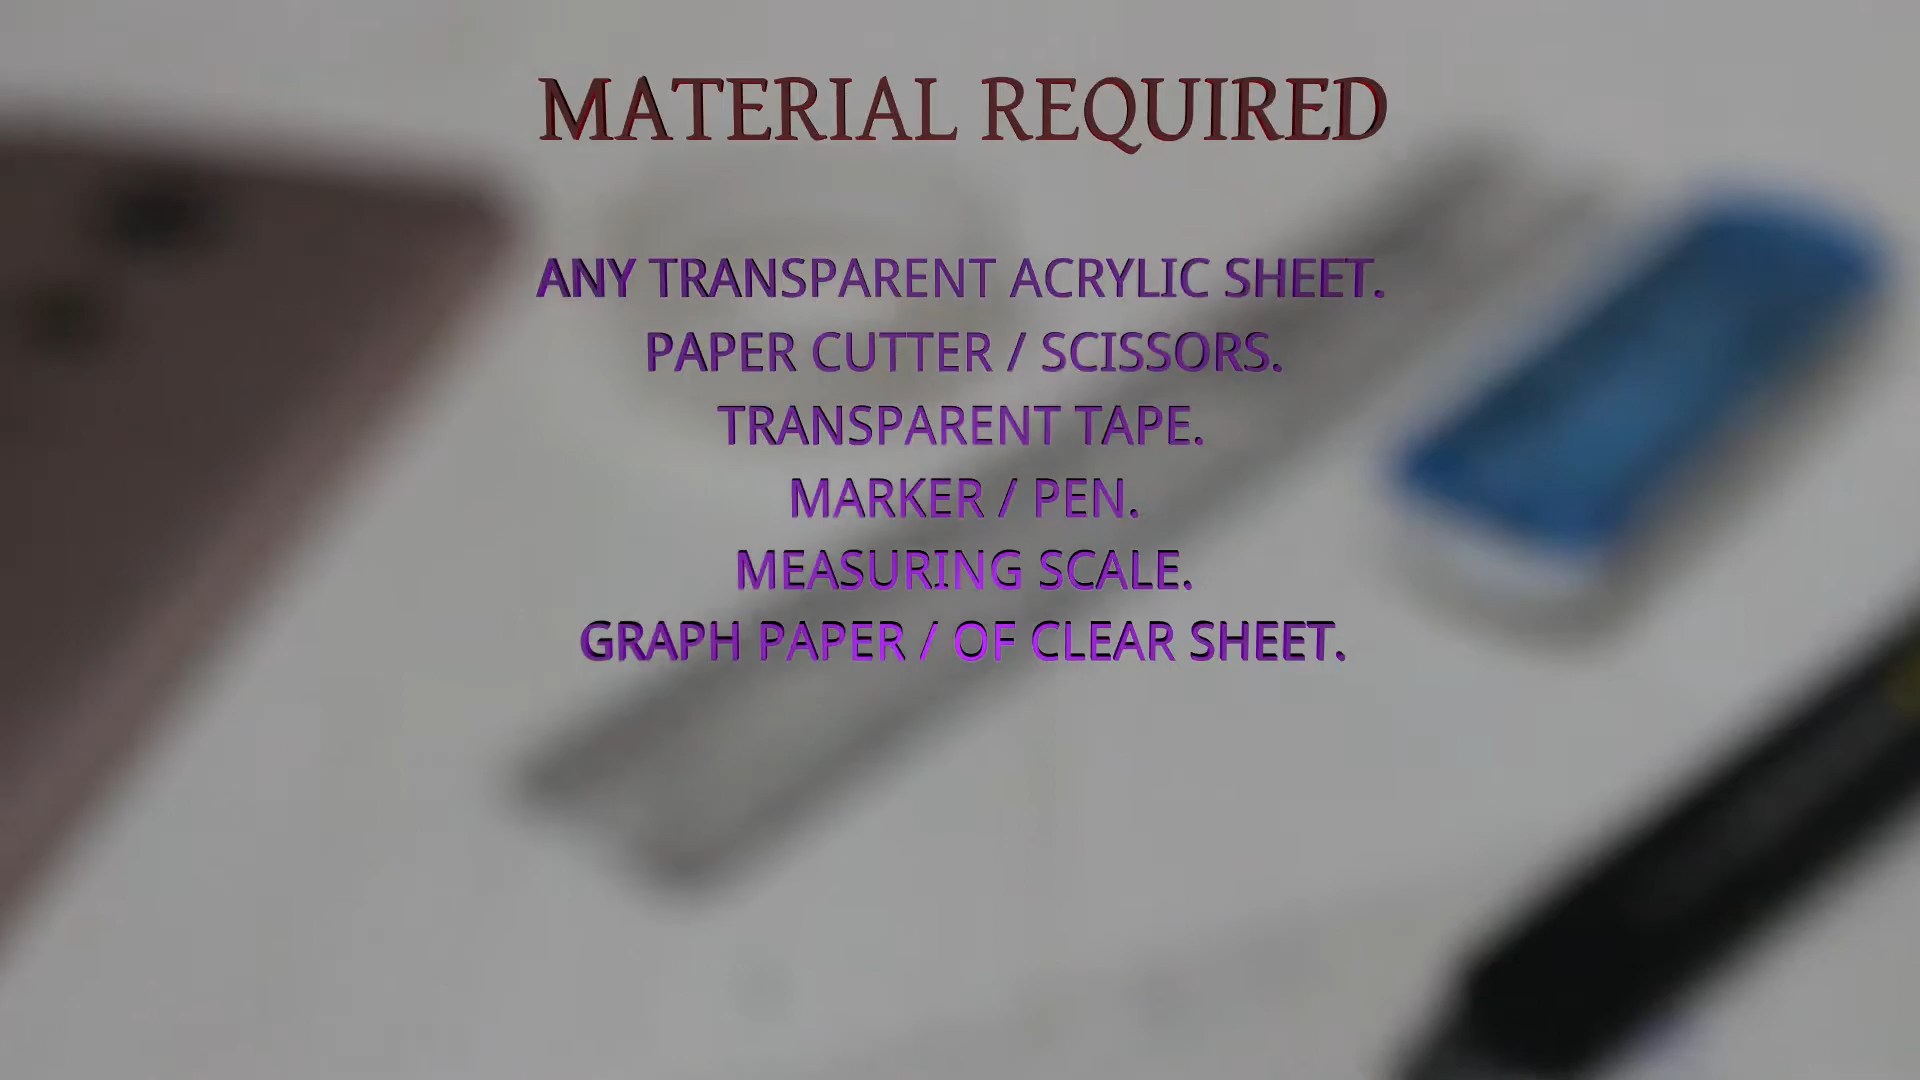 MATERIAL REQUIRED
ANY TRANSPARENT ACRYLIC SHEET.
PAPER CUTTER / SCISSORS.
TRANSPARENT TAPE.
MARKER / PEN.
MEASURING SCALE.
GRAPH PAPER / OF CLEAR SHEET.